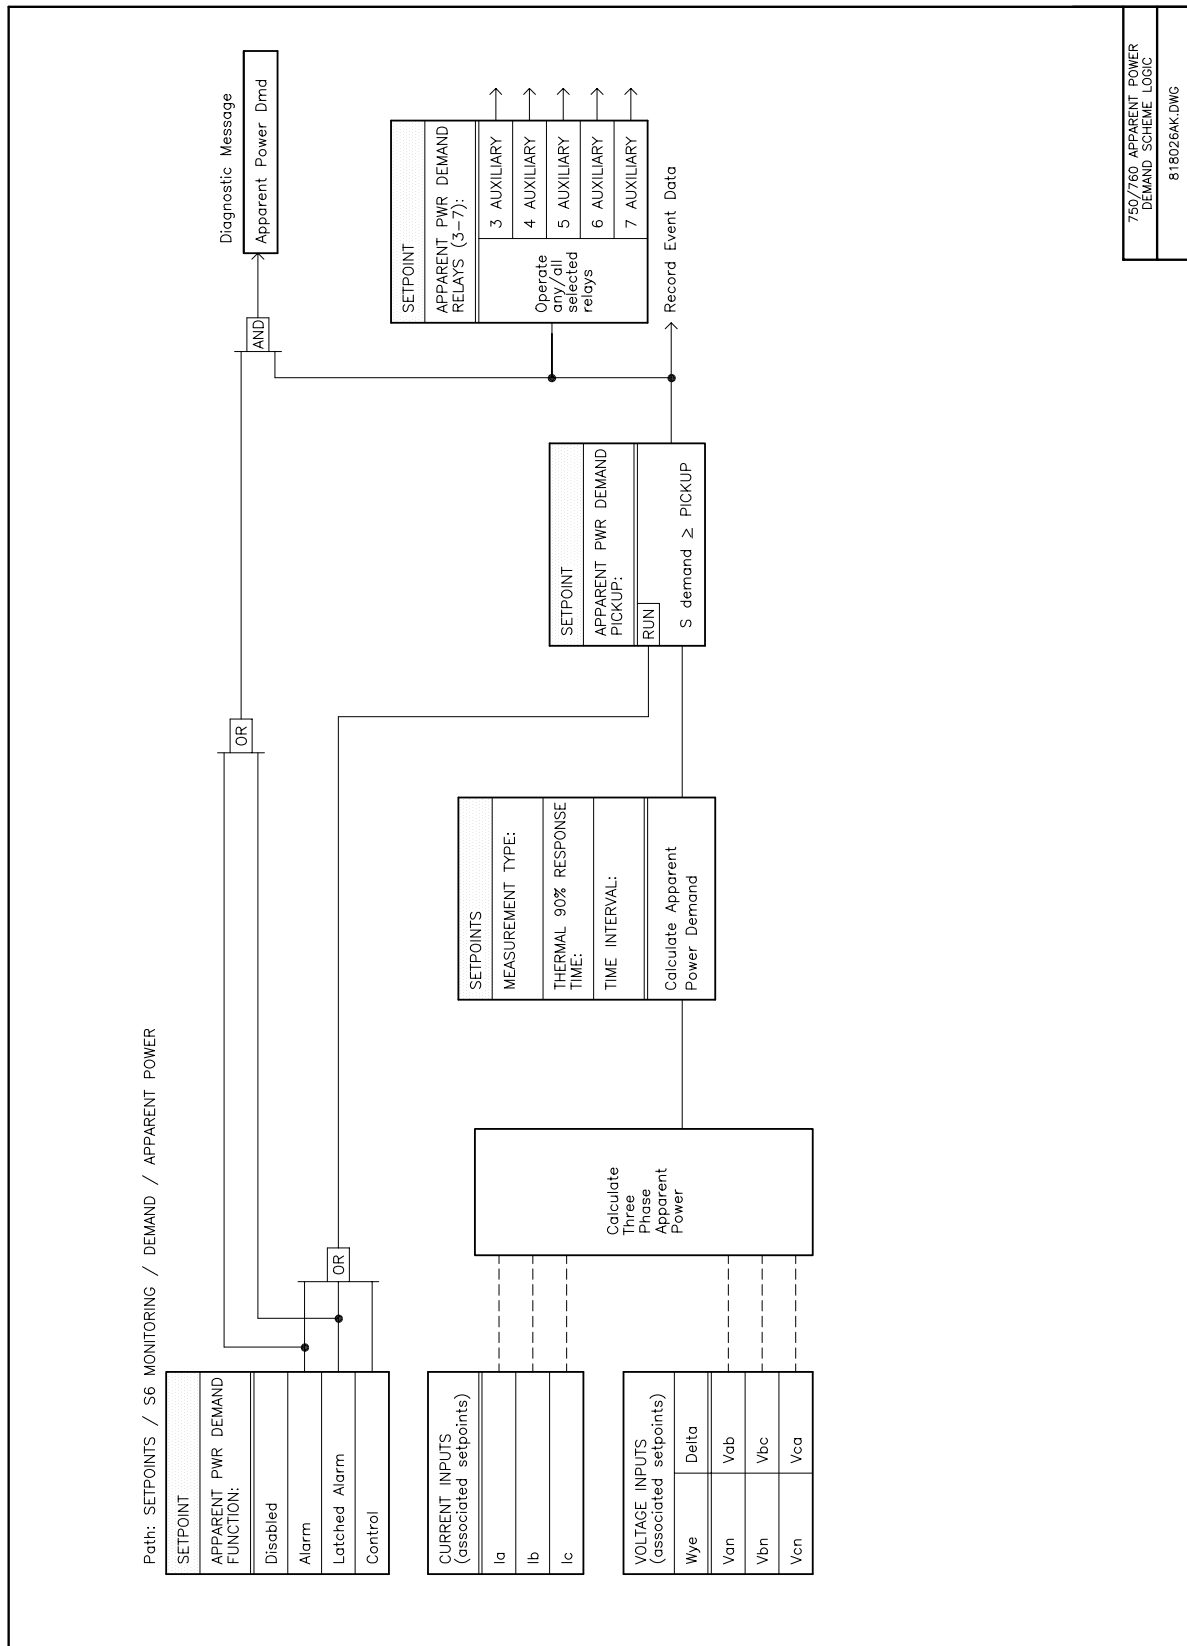 Path: SETPOINTS / S6 MONITORING / DEMAND / APPARENT POWER
SETPOINT
APPARENT PWR DEMAND
FUNCTION:
Disabled
Alarm
Latched Alarm
Control
OR
OR
AND
Diagnostic Message
Apparent Power Dmd
CURRENT INPUTS
(associated setpoints)
Ia
Ib
Ic
VOLTAGE INPUTS
(associated setpoints)
Wye Delta
Van Vab
Vbn Vbc
Vcn Vca
Calculate
Three
Phase
Apparent
Power
SETPOINTS
MEASUREMENT TYPE:
THERMAL 90% RESPONSE
TIME:
TIME INTERVAL:
Calculate Apparent
Power Demand
SETPOINT
APPARENT PWR DEMAND
PICKUP:
RUN
S demand ≥ PICKUP
SETPOINT
APPARENT PWR DEMAND
RELAYS (3-7):
Operate
any/all
selected
relays
3 AUXILIARY
4 AUXILIARY
5 AUXILIARY
6 AUXILIARY
7 AUXILIARY
Record Event Data
750/760 APPARENT POWER
DEMAND SCHEME LOGIC
818026AK.DWG